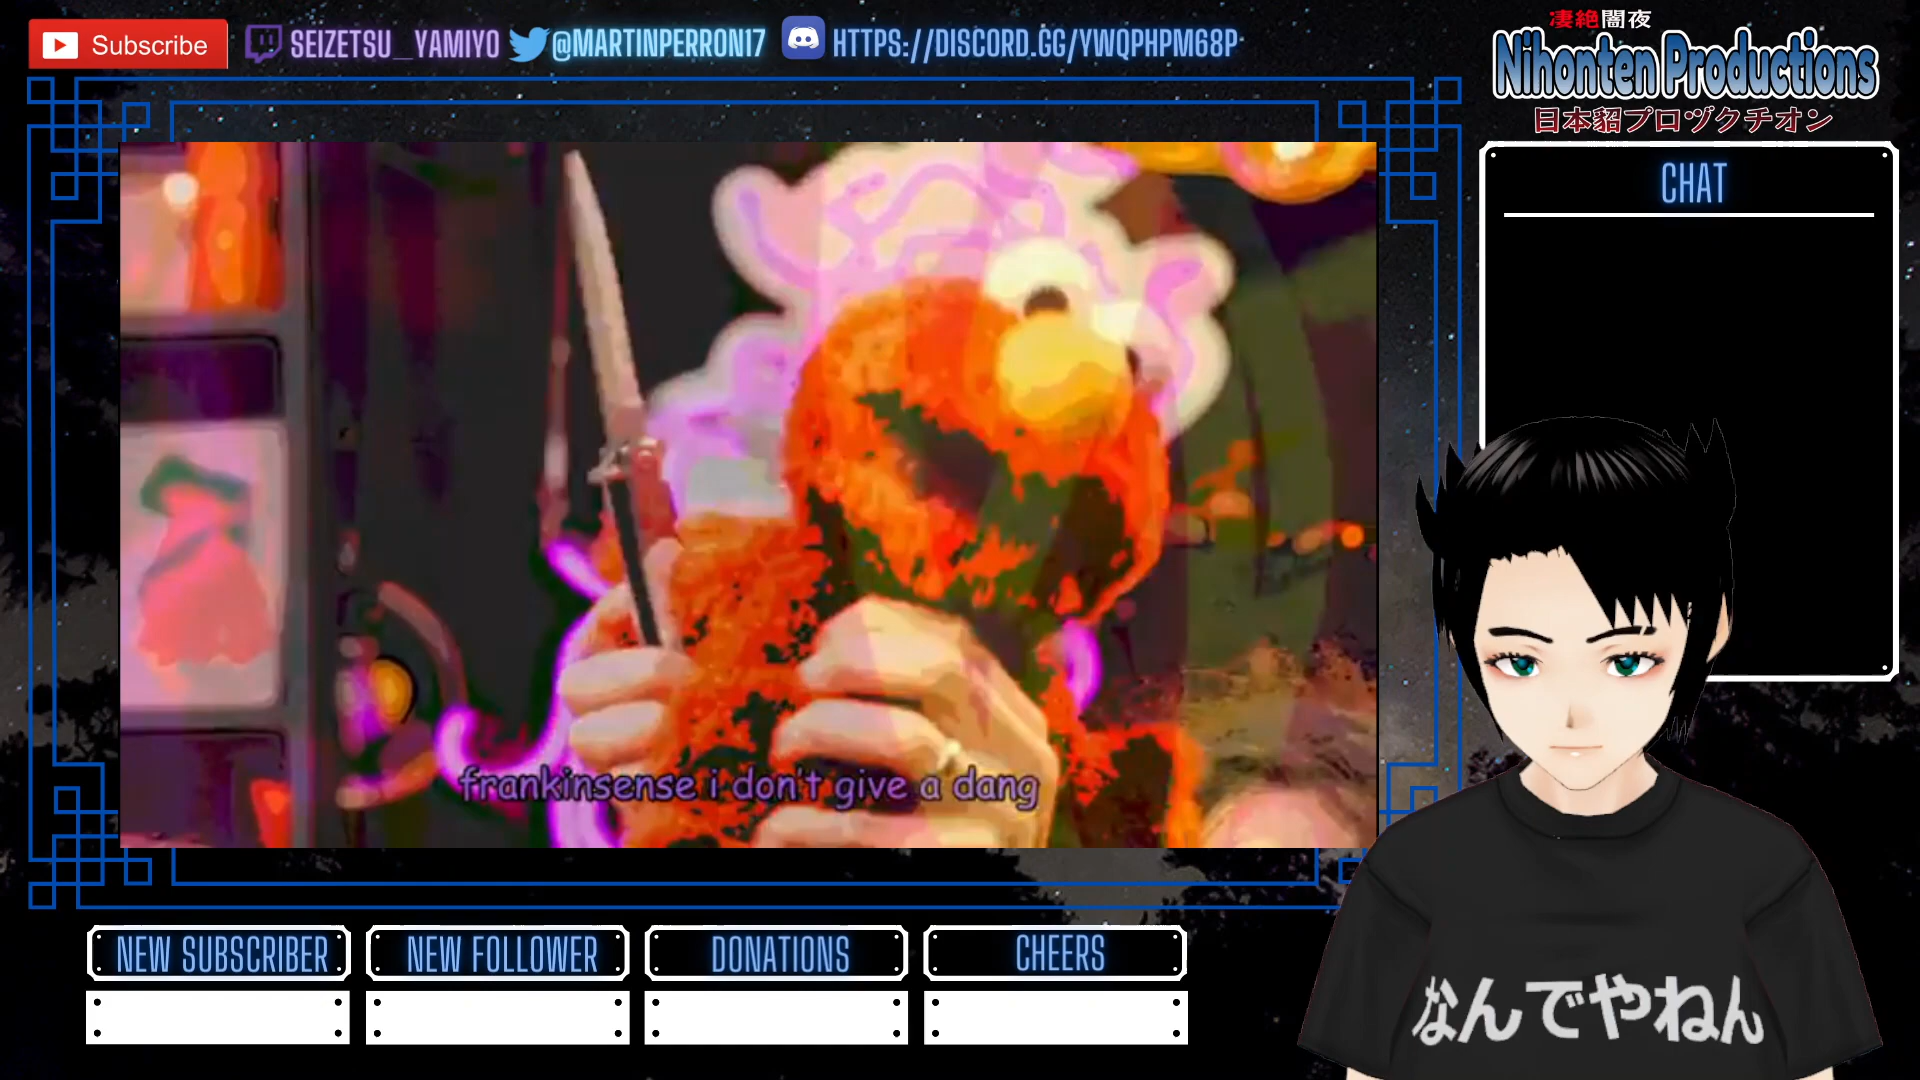 Subscribe
SEIZETSU_YAMIYO
@MARTINPERRON17
HTTPS://DISCORD.GG/YWQPHPM68P
凄絶闇夜
Nihonten Productions
日本貂プロヅクチオン
CHAT
frankinsense i don't give a dang
NEW SUBSCRIBER
NEW FOLLOWER
DONATIONS
CHEERS
なんでやねん